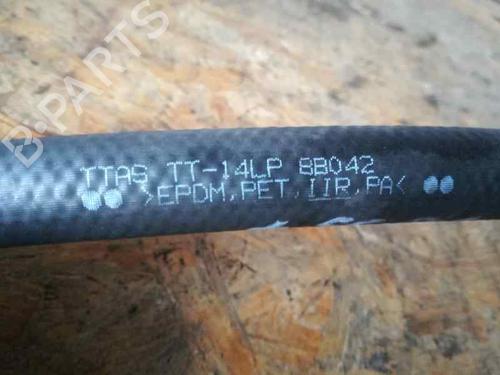 B-PARTS
TTAS TT-14LP 8B042
>EPDM,PET,IIR,PA<